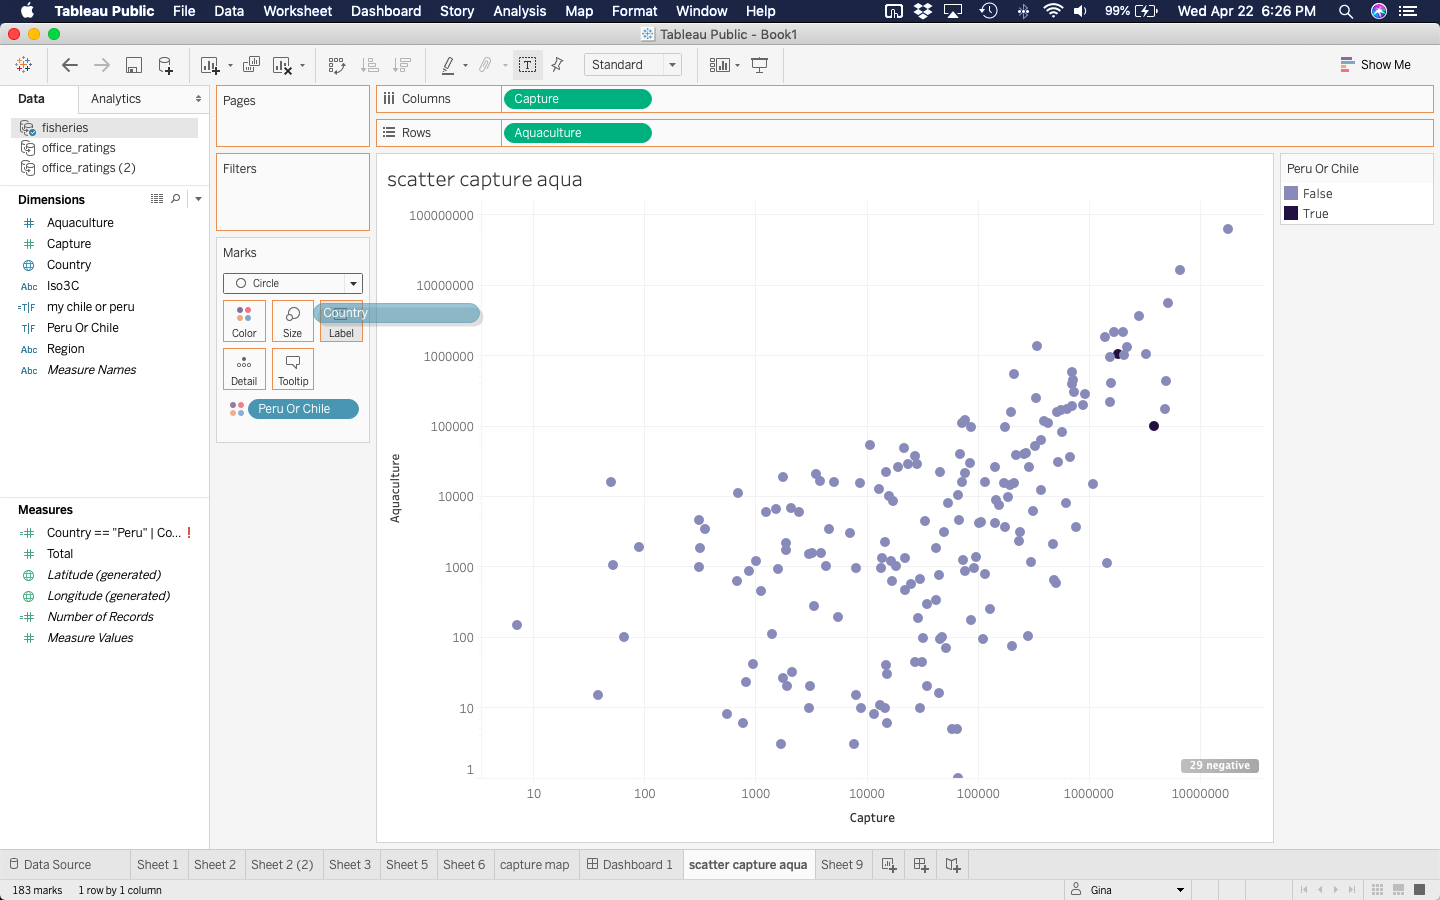 Tableau Public File Data Worksheet Dashboard Story Analysis Map Format Window Help 99% Wed Apr 22 6:26 PM
Tableau Public - Book1
Standard
Show Me
Data Analytics
fisheries
office_ratings
office_ratings (2)
Dimensions
# Aquaculture
# Capture
Country
Abc Iso3C
=T|F my chile or peru
T|F Peru Or Chile
Abc Region
Abc Measure Names
Measures
=# Country == "Peru" | Co... !
# Total
Latitude (generated)
Longitude (generated)
=# Number of Records
# Measure Values
Pages
Filters
Marks
Circle
Color Size Label
Country
Detail Tooltip
Peru Or Chile
Columns Capture
Rows Aquaculture
scatter capture aqua
100000000
10000000
1000000
100000
10000
1000
100
10
1
Aquaculture
10 100 1000 10000 100000 1000000 10000000
Capture
29 negative
Peru Or Chile
False
True
Data Source Sheet 1 Sheet 2 Sheet 2 (2) Sheet 3 Sheet 5 Sheet 6 capture map Dashboard 1 scatter capture aqua Sheet 9
183 marks 1 row by 1 column Gina